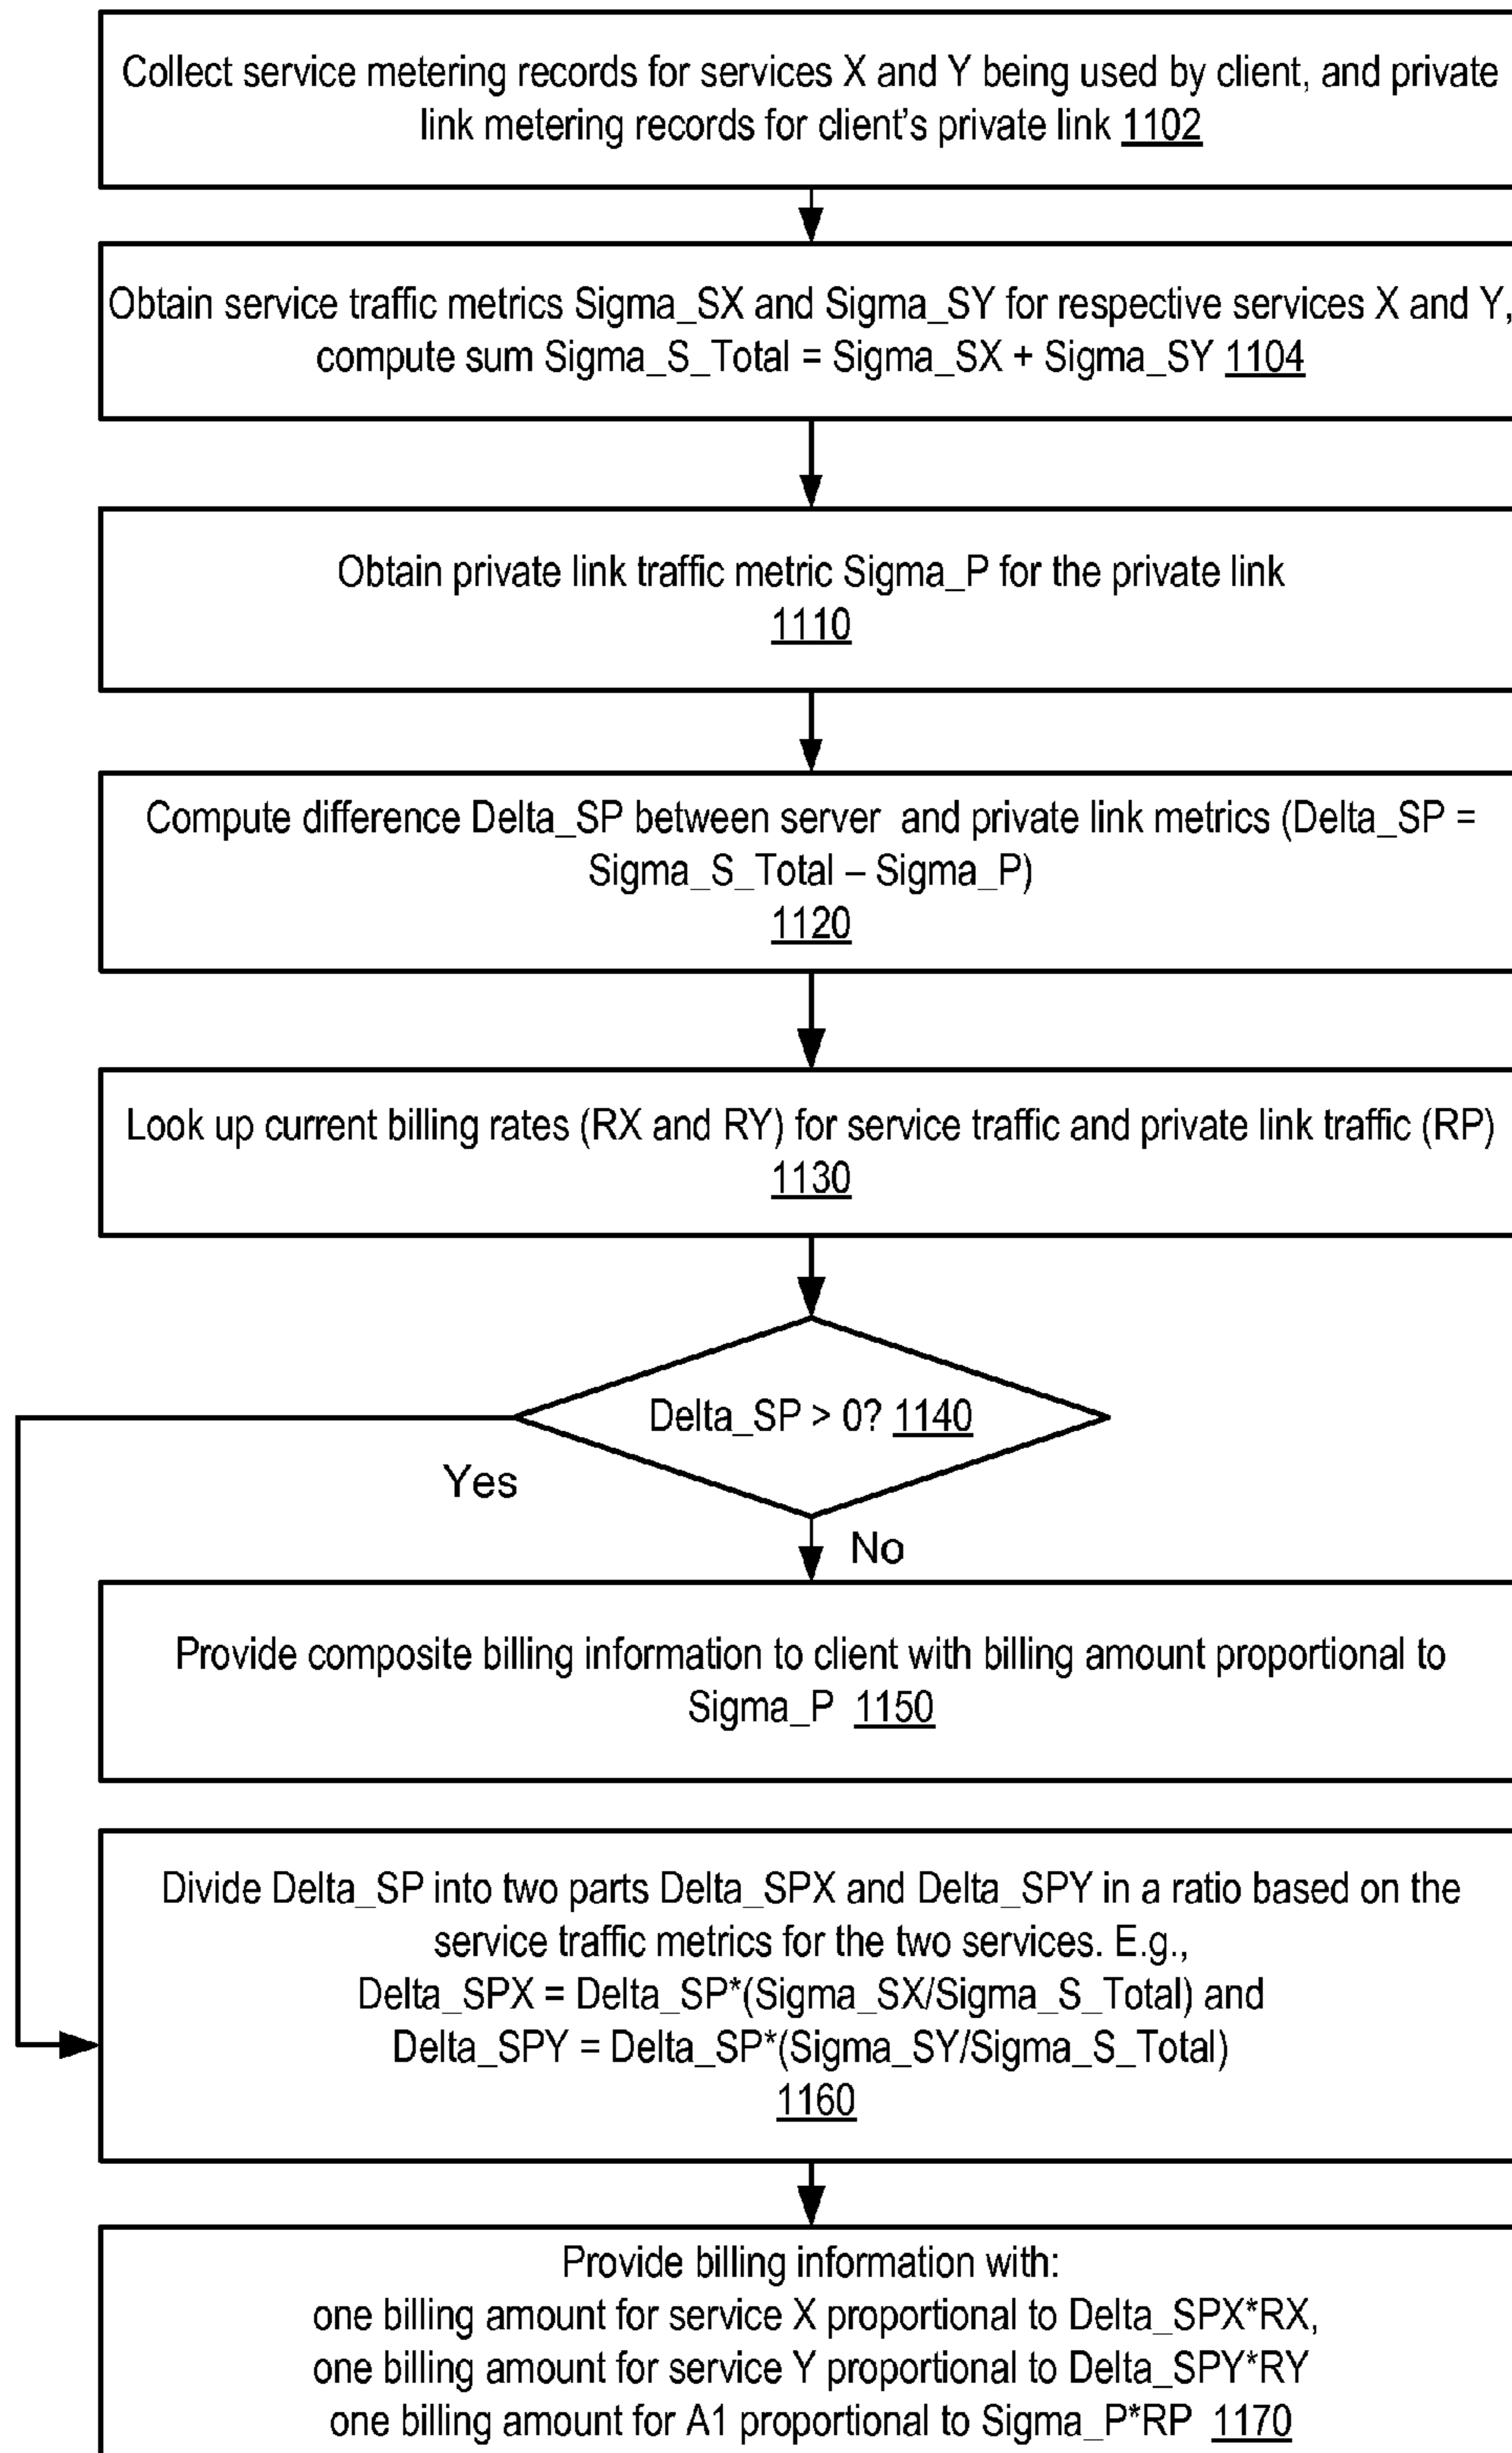 Collect service metering records for services X and Y being used by client, and private
link metering records for client's private link 1102
Obtain service traffic metrics Sigma_SX and Sigma_SY for respective services X and Y,
compute sum Sigma_S_Total = Sigma_SX + Sigma_SY 1104
Obtain private link traffic metric Sigma_P for the private link
1110
Compute difference Delta_SP between server and private link metrics (Delta_SP =
Sigma_S_Total – Sigma_P)
1120
Look up current billing rates (RX and RY) for service traffic and private link traffic (RP)
1130
Delta_SP > 0? 1140
Yes
No
Provide composite billing information to client with billing amount proportional to
Sigma_P 1150
Divide Delta_SP into two parts Delta_SPX and Delta_SPY in a ratio based on the
service traffic metrics for the two services. E.g.,
Delta_SPX = Delta_SP*(Sigma_SX/Sigma_S_Total) and
Delta_SPY = Delta_SP*(Sigma_SY/Sigma_S_Total)
1160
Provide billing information with:
one billing amount for service X proportional to Delta_SPX*RX,
one billing amount for service Y proportional to Delta_SPY*RY
one billing amount for A1 proportional to Sigma_P*RP 1170